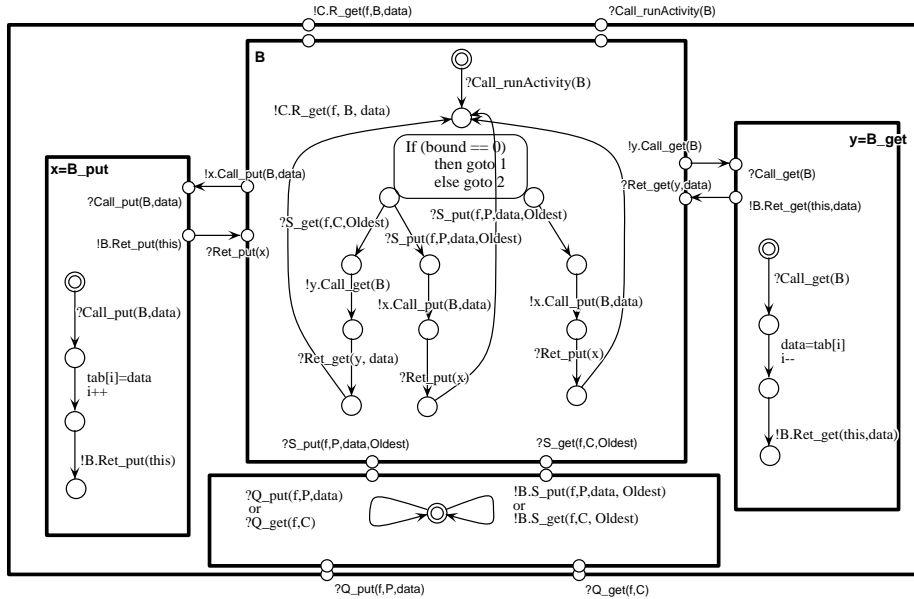 !C.R_get(f,B,data)
?Call_runActivity(B)
B
?Call_runActivity(B)
!C.R_get(f, B, data)
If (bound == 0)
then goto 1
else goto 2
x=B_put
!x.Call_put(B,data)
?Call_put(B,data)
!B.Ret_put(this)
?Ret_put(x)
!y.Call_get(B)
y=B_get
?Call_get(B)
?Ret_get(y,data)
!B.Ret_get(this,data)
?S_get(f,C,Oldest)
?S_put(f,P,data,Oldest)
?S_put(f,P,data,Oldest)
!y.Call_get(B)
!x.Call_put(B,data)
!x.Call_put(B,data)
?Ret_get(y, data)
?Ret_put(x)
?Ret_put(x)
?Call_put(B,data)
tab[i]=data
i++
!B.Ret_put(this)
?Call_get(B)
data=tab[i]
i--
!B.Ret_get(this,data)
?S_put(f,P,data,Oldest)
?S_get(f,C,Oldest)
?Q_put(f,P,data)
or
?Q_get(f,C)
!B.S_put(f,P,data, Oldest)
or
!B.S_get(f,C, Oldest)
?Q_put(f,P,data)
?Q_get(f,C)